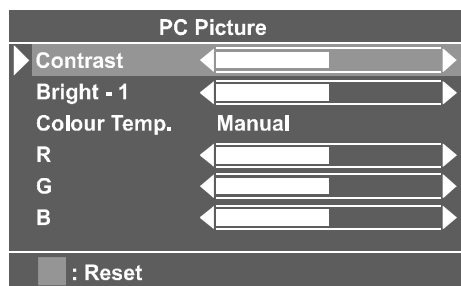 PC Picture
Contrast
Bright - 1
Colour Temp. Manual
R
G
B
: Reset